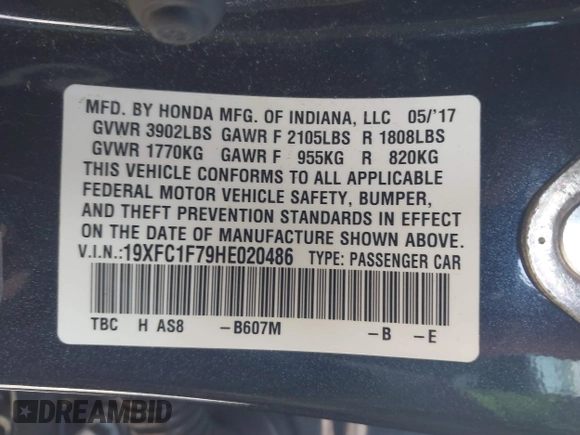 MFD. BY HONDA MFG. OF INDIANA, LLC 05/'17
GVWR 3902LBS GAWR F 2105LBS R 1808LBS
GVWR 1770KG GAWR F 955KG R 820KG
THIS VEHICLE CONFORMS TO ALL APPLICABLE
FEDERAL MOTOR VEHICLE SAFETY, BUMPER,
AND THEFT PREVENTION STANDARDS IN EFFECT
ON THE DATE OF MANUFACTURE SHOWN ABOVE.
V.I.N.:19XFC1F79HE020486 TYPE: PASSENGER CAR
TBC H AS8 –B607M –B –E
DREAMBID